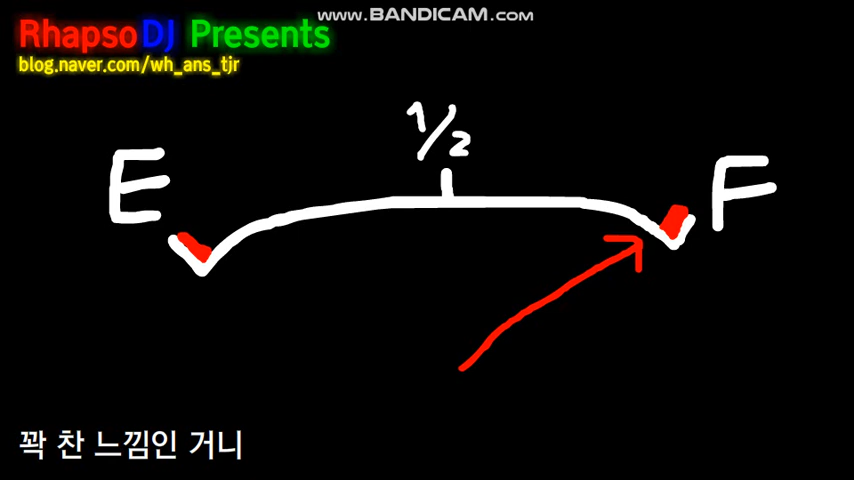 www.BANDICAM.com
RhapsoDJ Presents
blog.naver.com/wh_ans_tjr
1/2
E
F
꽉 찬 느낌인 거니